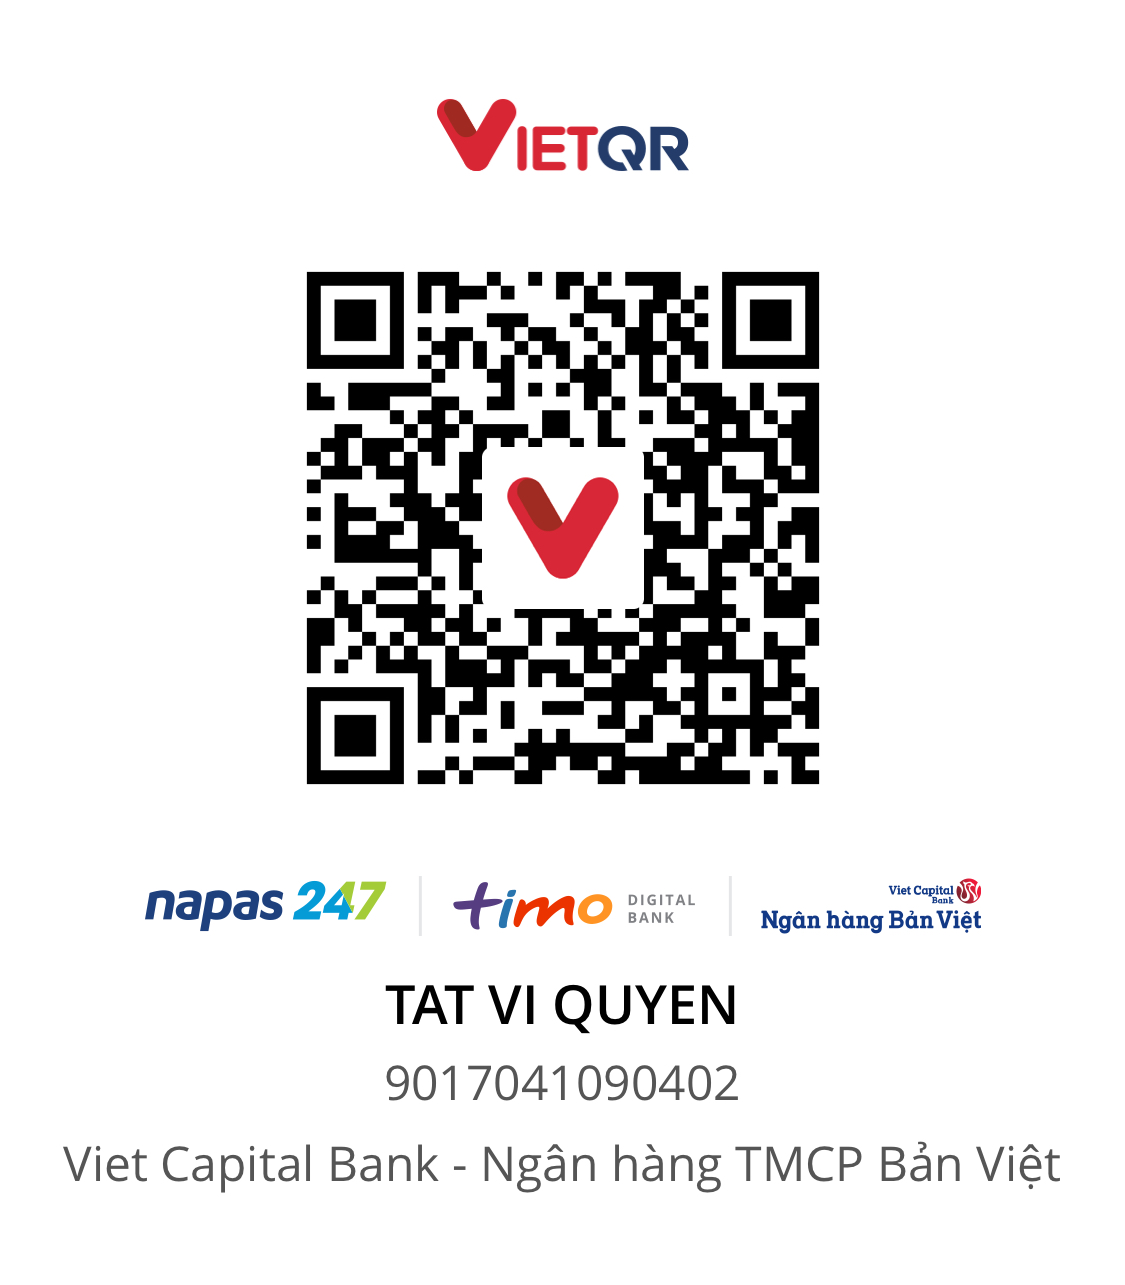 VIETQR
napas 247
timo DIGITAL BANK
Viet Capital Bank
Ngân hàng Bản Việt
TAT VI QUYEN
9017041090402
Viet Capital Bank - Ngân hàng TMCP Bản Việt